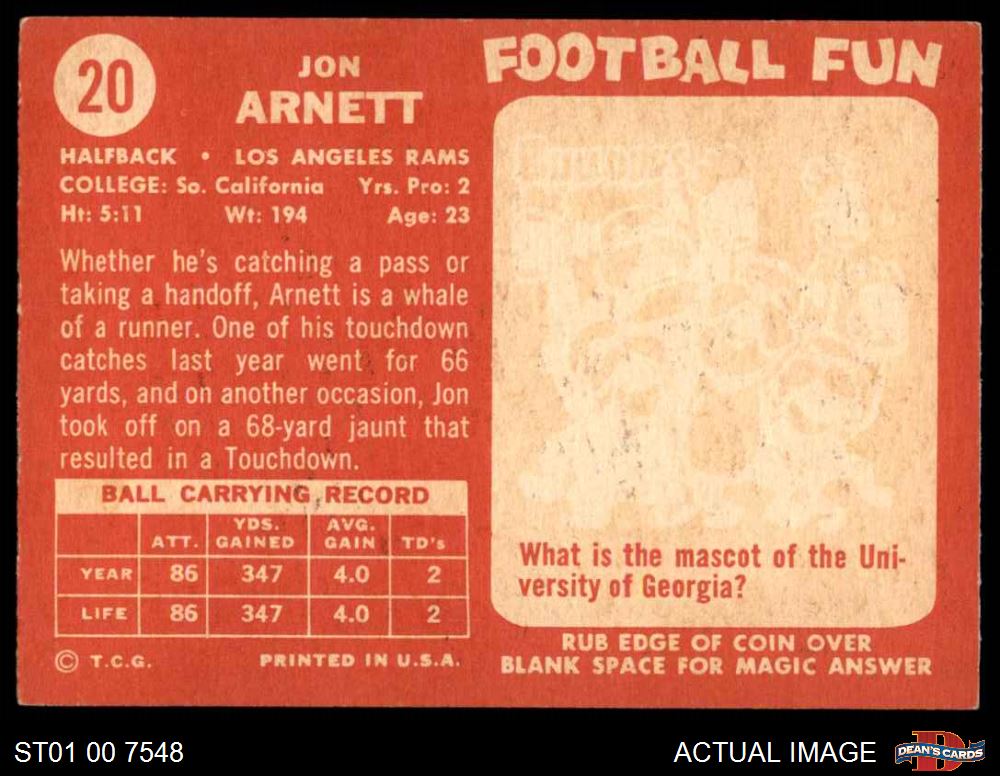 20
JON
ARNETT
HALFBACK • LOS ANGELES RAMS
COLLEGE: So. California Yrs. Pro: 2
Ht: 5:11 Wt: 194 Age: 23
Whether he's catching a pass or
taking a handoff, Arnett is a whale
of a runner. One of his touchdown
catches last year went for 66
yards, and on another occasion, Jon
took off on a 68-yard jaunt that
resulted in a Touchdown.
BALL CARRYING RECORD
ATT. YDS. GAINED AVG. GAIN TD's
YEAR 86 347 4.0 2
LIFE 86 347 4.0 2
© T.C.G. PRINTED IN U.S.A.
FOOTBALL FUN
What is the mascot of the Uni-
versity of Georgia?
RUB EDGE OF COIN OVER
BLANK SPACE FOR MAGIC ANSWER
ST01 00 7548
ACTUAL IMAGE
DEAN'S CARDS